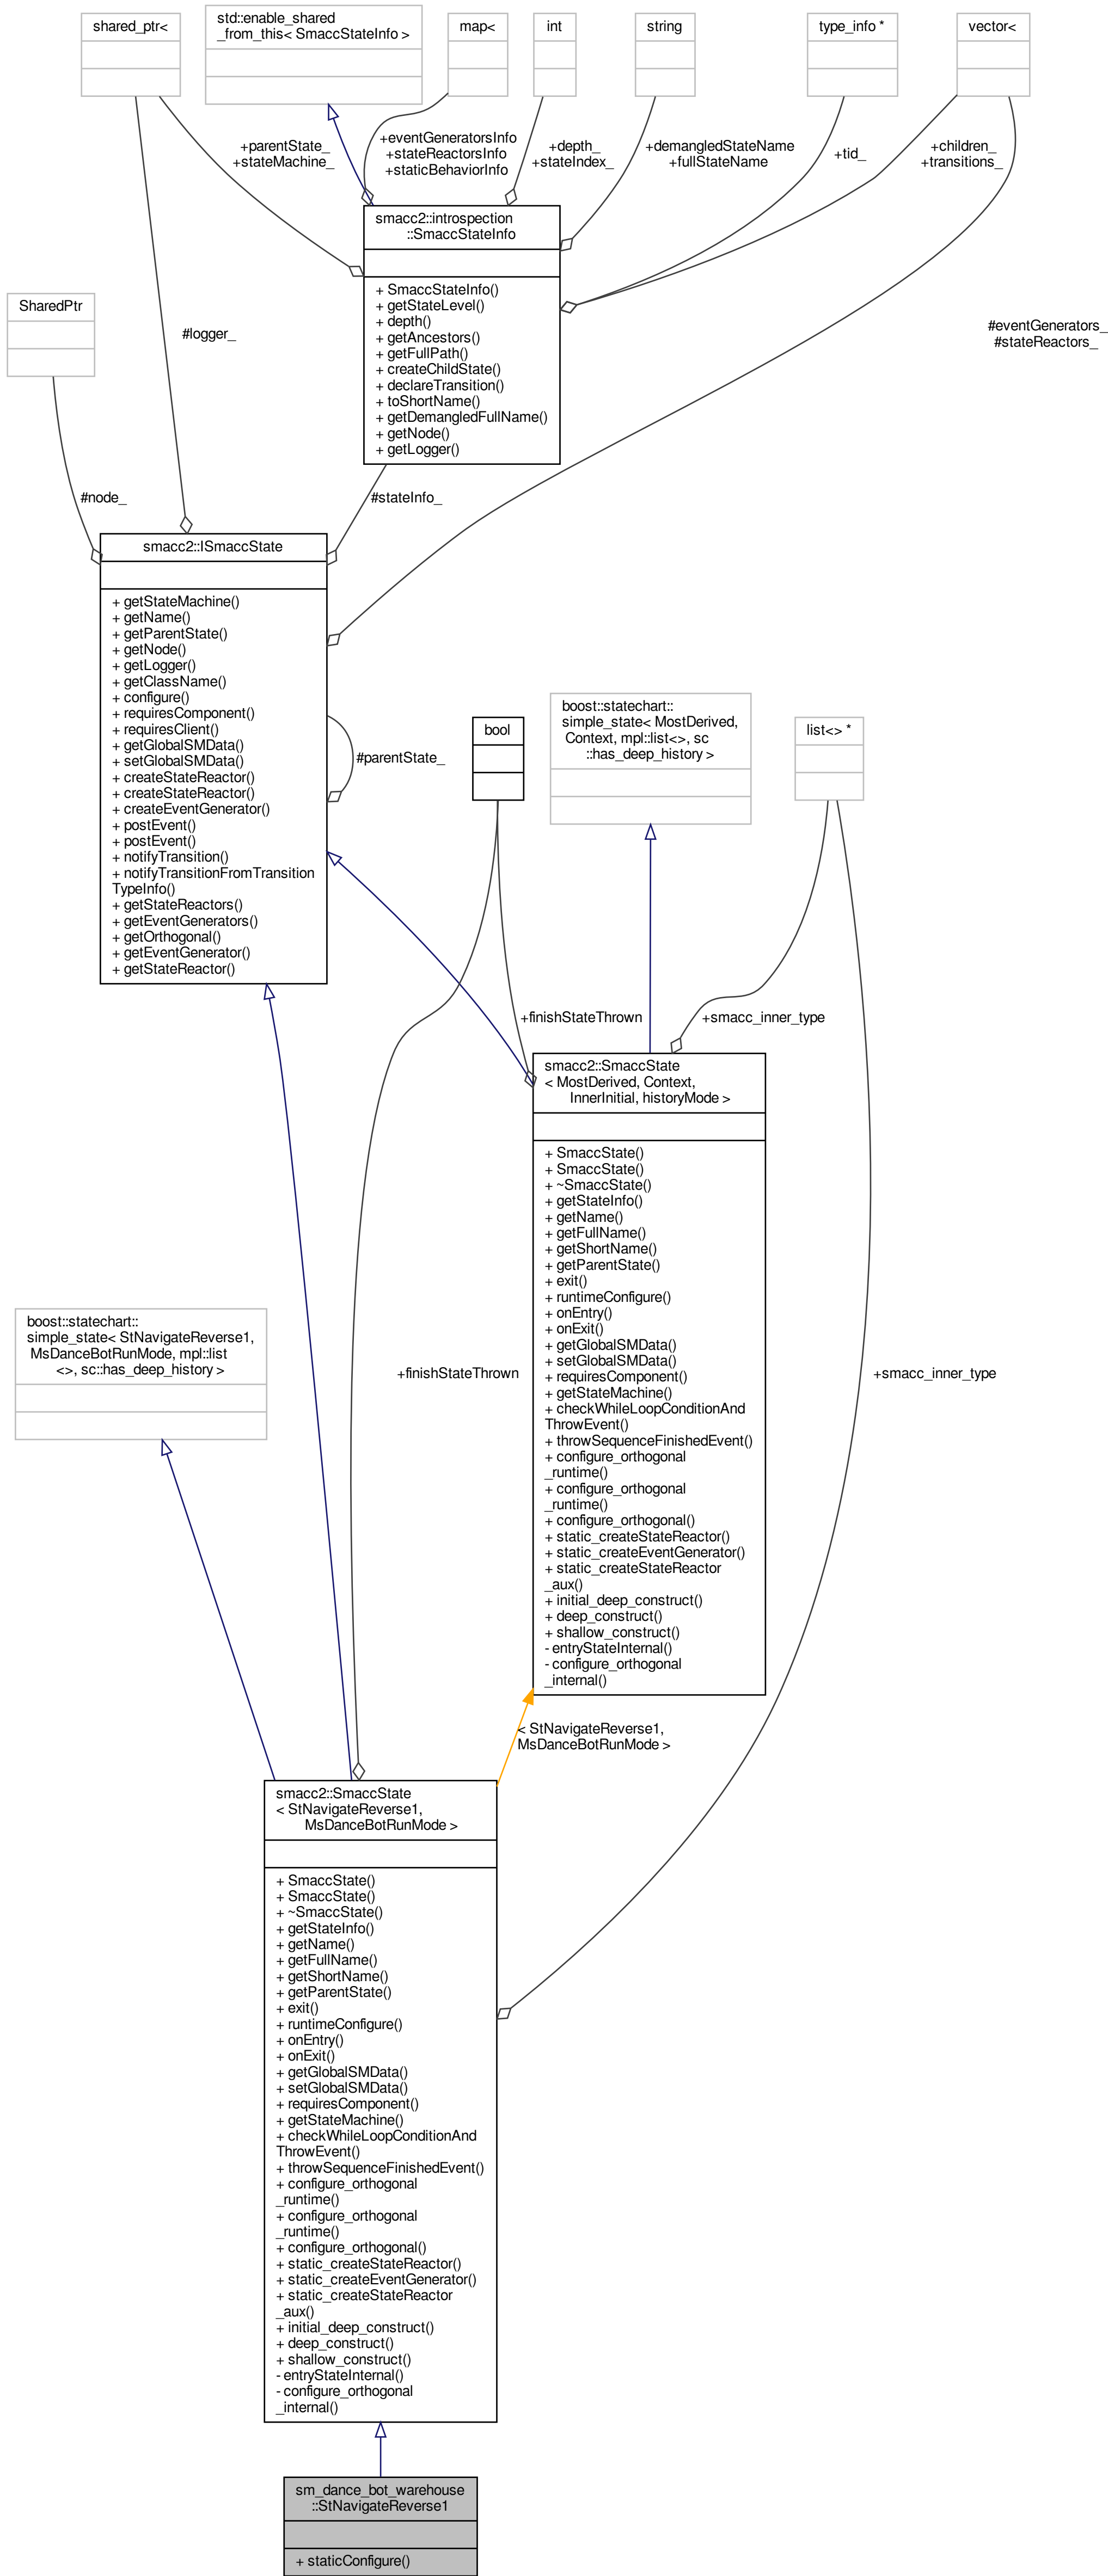 shared_ptr<
std::enable_shared
_from_this< SmaccStateInfo >
map<
int
string
type_info *
vector<
+parentState_
+stateMachine_
+eventGeneratorsInfo
+stateReactorsInfo
+staticBehaviorInfo
+depth_
+stateIndex_
+demangledStateName
+fullStateName
+tid_
+children_
+transitions_
smacc2::introspection
::SmaccStateInfo
+ SmaccStateInfo()
+ getStateLevel()
+ depth()
+ getAncestors()
+ getFullPath()
+ createChildState()
+ declareTransition()
+ toShortName()
+ getDemangledFullName()
+ getNode()
+ getLogger()
SharedPtr
#logger_
#eventGenerators_
#stateReactors_
#node_
#stateInfo_
smacc2::ISmaccState
+ getStateMachine()
+ getName()
+ getParentState()
+ getNode()
+ getLogger()
+ getClassName()
+ configure()
+ requiresComponent()
+ requiresClient()
+ getGlobalSMData()
+ setGlobalSMData()
+ createStateReactor()
+ createStateReactor()
+ createEventGenerator()
+ postEvent()
+ postEvent()
+ notifyTransition()
+ notifyTransitionFromTransition
TypeInfo()
+ getStateReactors()
+ getEventGenerators()
+ getOrthogonal()
+ getEventGenerator()
+ getStateReactor()
#parentState_
bool
boost::statechart::
simple_state< MostDerived,
Context, mpl::list<>, sc
::has_deep_history >
list<> *
+finishStateThrown
+smacc_inner_type
smacc2::SmaccState
< MostDerived, Context,
InnerInitial, historyMode >
+ SmaccState()
+ SmaccState()
+ ~SmaccState()
+ getStateInfo()
+ getName()
+ getFullName()
+ getShortName()
+ getParentState()
+ exit()
+ runtimeConfigure()
+ onEntry()
+ onExit()
+ getGlobalSMData()
+ setGlobalSMData()
+ requiresComponent()
+ getStateMachine()
+ checkWhileLoopConditionAnd
ThrowEvent()
+ throwSequenceFinishedEvent()
+ configure_orthogonal
_runtime()
+ configure_orthogonal
_runtime()
+ configure_orthogonal()
+ static_createStateReactor()
+ static_createEventGenerator()
+ static_createStateReactor
_aux()
+ initial_deep_construct()
+ deep_construct()
+ shallow_construct()
- entryStateInternal()
- configure_orthogonal
_internal()
boost::statechart::
simple_state< StNavigateReverse1,
MsDanceBotRunMode, mpl::list
<>, sc::has_deep_history >
+finishStateThrown
+smacc_inner_type
< StNavigateReverse1,
MsDanceBotRunMode >
smacc2::SmaccState
< StNavigateReverse1,
MsDanceBotRunMode >
+ SmaccState()
+ SmaccState()
+ ~SmaccState()
+ getStateInfo()
+ getName()
+ getFullName()
+ getShortName()
+ getParentState()
+ exit()
+ runtimeConfigure()
+ onEntry()
+ onExit()
+ getGlobalSMData()
+ setGlobalSMData()
+ requiresComponent()
+ getStateMachine()
+ checkWhileLoopConditionAnd
ThrowEvent()
+ throwSequenceFinishedEvent()
+ configure_orthogonal
_runtime()
+ configure_orthogonal
_runtime()
+ configure_orthogonal()
+ static_createStateReactor()
+ static_createEventGenerator()
+ static_createStateReactor
_aux()
+ initial_deep_construct()
+ deep_construct()
+ shallow_construct()
- entryStateInternal()
- configure_orthogonal
_internal()
sm_dance_bot_warehouse
::StNavigateReverse1
+ staticConfigure()